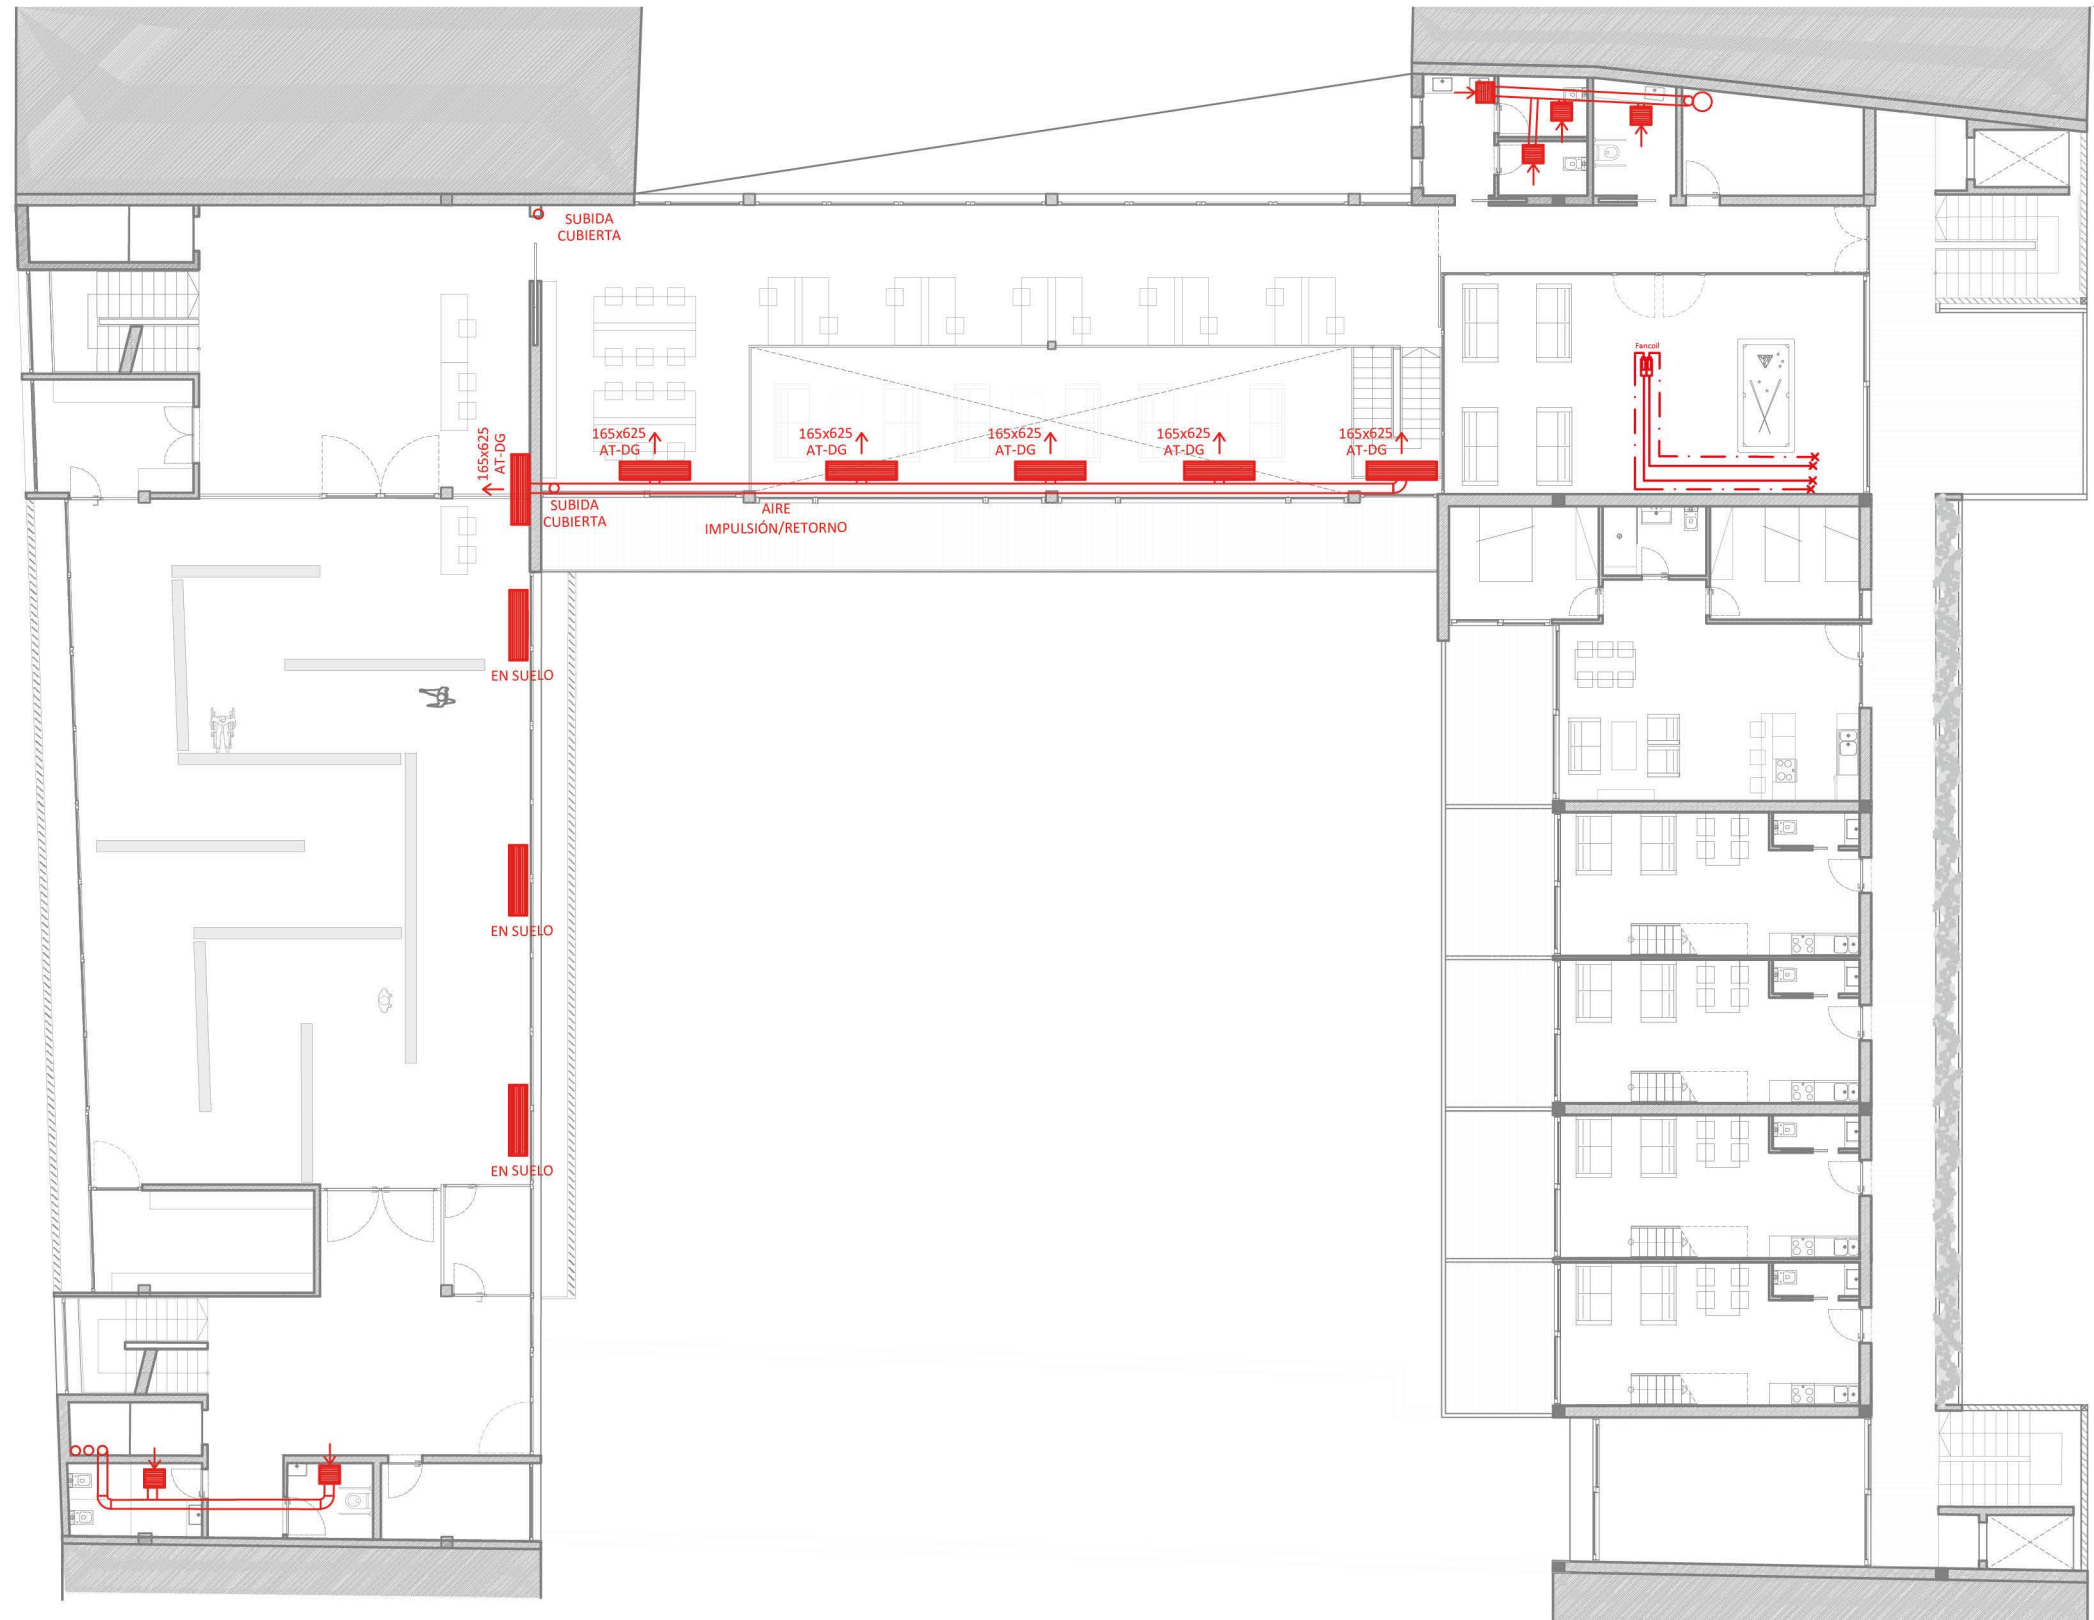 SUBIDA
CUBIERTA
Fancoil
165x625
AT-DG
165x625
AT-DG
165x625
AT-DG
165x625
AT-DG
165x625
AT-DG
165x625
AT-DG
SUBIDA
CUBIERTA
AIRE
IMPULSIÓN/RETORNO
EN SUELO
EN SUELO
EN SUELO